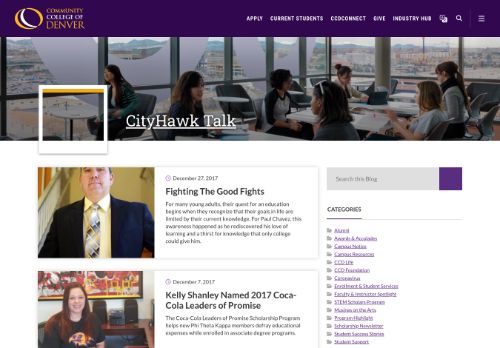 COMMUNITY
COLLEGE OF
DENVER
APPLY CURRENT STUDENTS CCDCONNECT GIVE INDUSTRY HUB
CityHawk Talk
December 27, 2017
Fighting The Good Fights
For many young adults, their quest for an education
begins when they recognize that their goals in life are
limited by their current knowledge. For Paul Chavez, this
awareness happened as he rediscovered his love of
learning and a thirst for knowledge that only college
could give him.
December 7, 2017
Kelly Shanley Named 2017 Coca-
Cola Leaders of Promise
The Coca-Cola Leaders of Promise Scholarship Program
helps new Phi Theta Kappa members defray educational
expenses while enrolled in associate degree programs.
Search this Blog
CATEGORIES
Alumni
Awards & Accolades
Campus Notice
Campus Resources
CCD Life
CCD Foundation
Coronavirus
Enrollment & Student Services
Faculty & Instructor Spotlight
STEM Scholars Program
Musings on the Arts
Program Highlight
Scholarship Newsletter
Student Success Stories
Student Support